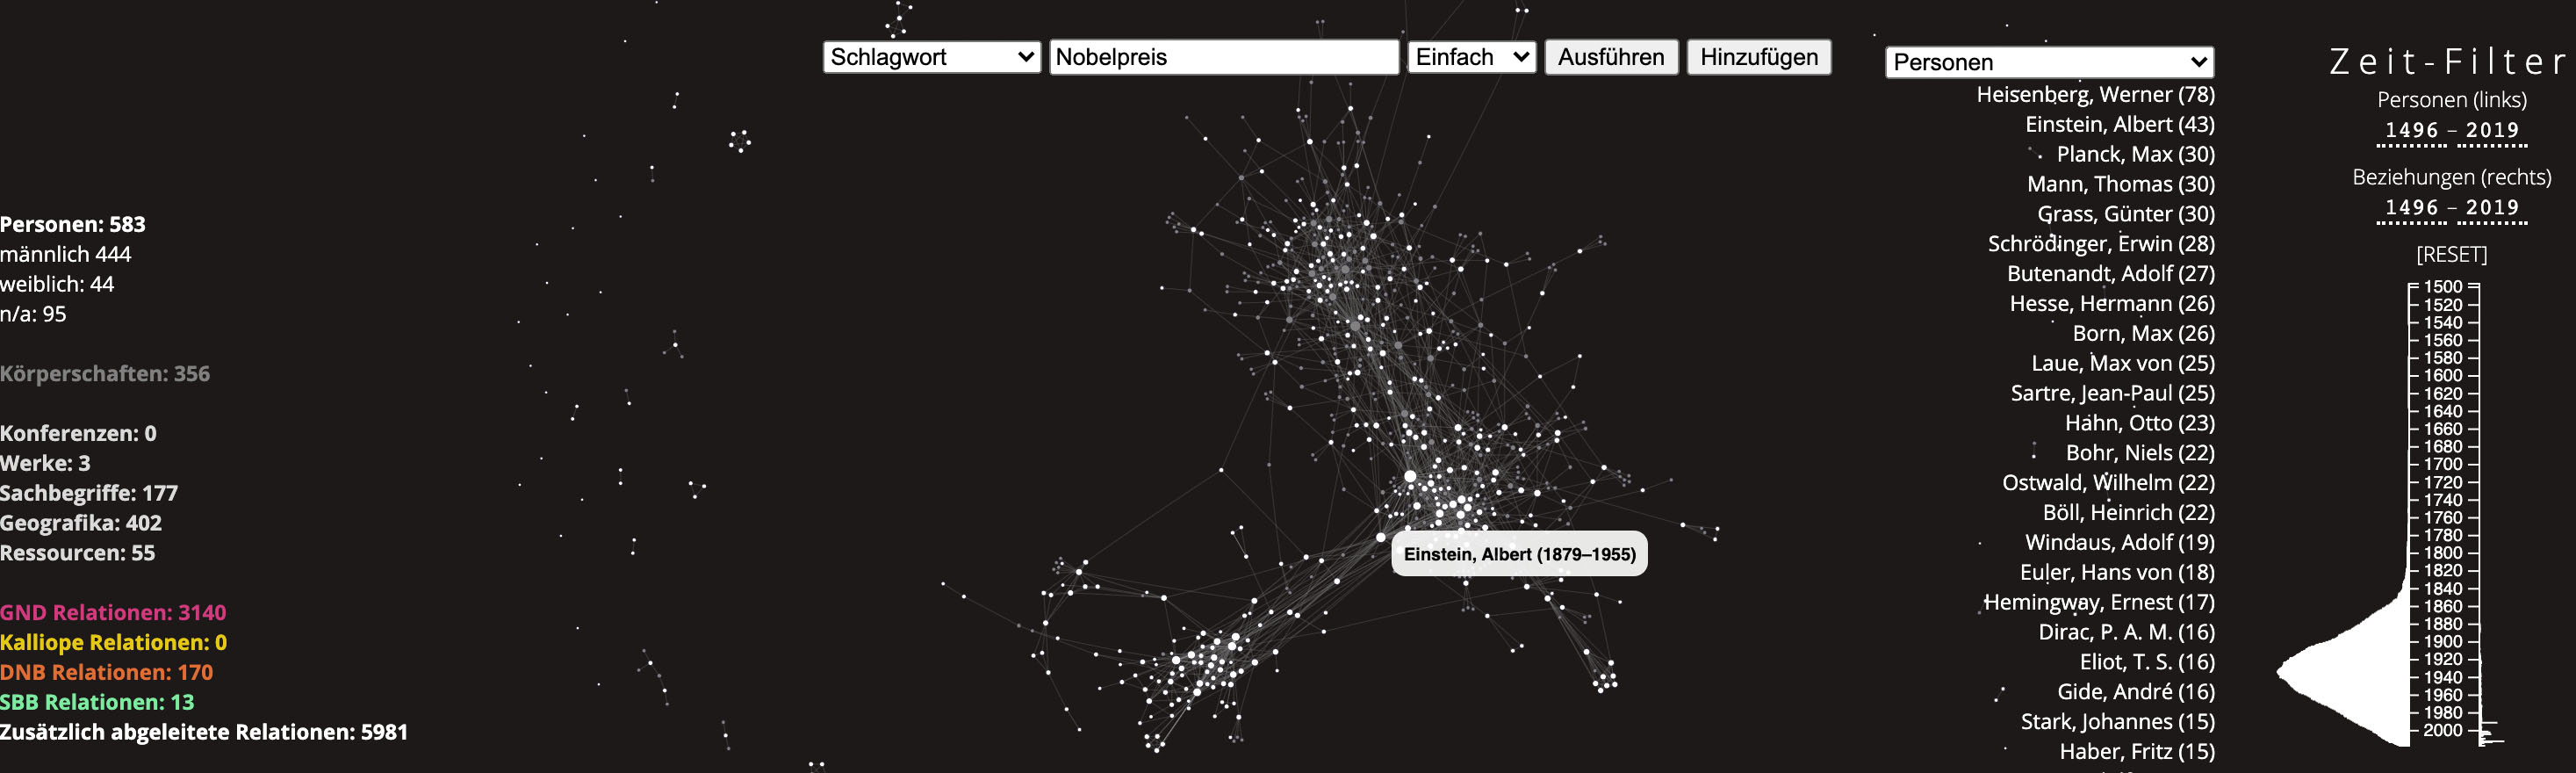 Schlagwort Nobelpreis Einfach Ausführen Hinzufügen
Personen: 583
männlich 444
weiblich: 44
n/a: 95
Körperschaften: 356
Konferenzen: 0
Werke: 3
Sachbegriffe: 177
Geografika: 402
Ressourcen: 55
GND Relationen: 3140
Kalliope Relationen: 0
DNB Relationen: 170
SBB Relationen: 13
Zusätzlich abgeleitete Relationen: 5981
Einstein, Albert (1879–1955)
Personen
Heisenberg, Werner (78)
Einstein, Albert (43)
Planck, Max (30)
Mann, Thomas (30)
Grass, Günter (30)
Schrödinger, Erwin (28)
Butenandt, Adolf (27)
Hesse, Hermann (26)
Born, Max (26)
Laue, Max von (25)
Sartre, Jean-Paul (25)
Hahn, Otto (23)
Bohr, Niels (22)
Ostwald, Wilhelm (22)
Böll, Heinrich (22)
Windaus, Adolf (19)
Euler, Hans von (18)
Hemingway, Ernest (17)
Dirac, P. A. M. (16)
Eliot, T. S. (16)
Gide, André (16)
Stark, Johannes (15)
Haber, Fritz (15)
Zeit-Filter
Personen (links)
1496 – 2019
Beziehungen (rechts)
1496 – 2019
[RESET]
1500
1520
1540
1560
1580
1600
1620
1640
1660
1680
1700
1720
1740
1760
1780
1800
1820
1840
1860
1880
1900
1920
1940
1960
1980
2000